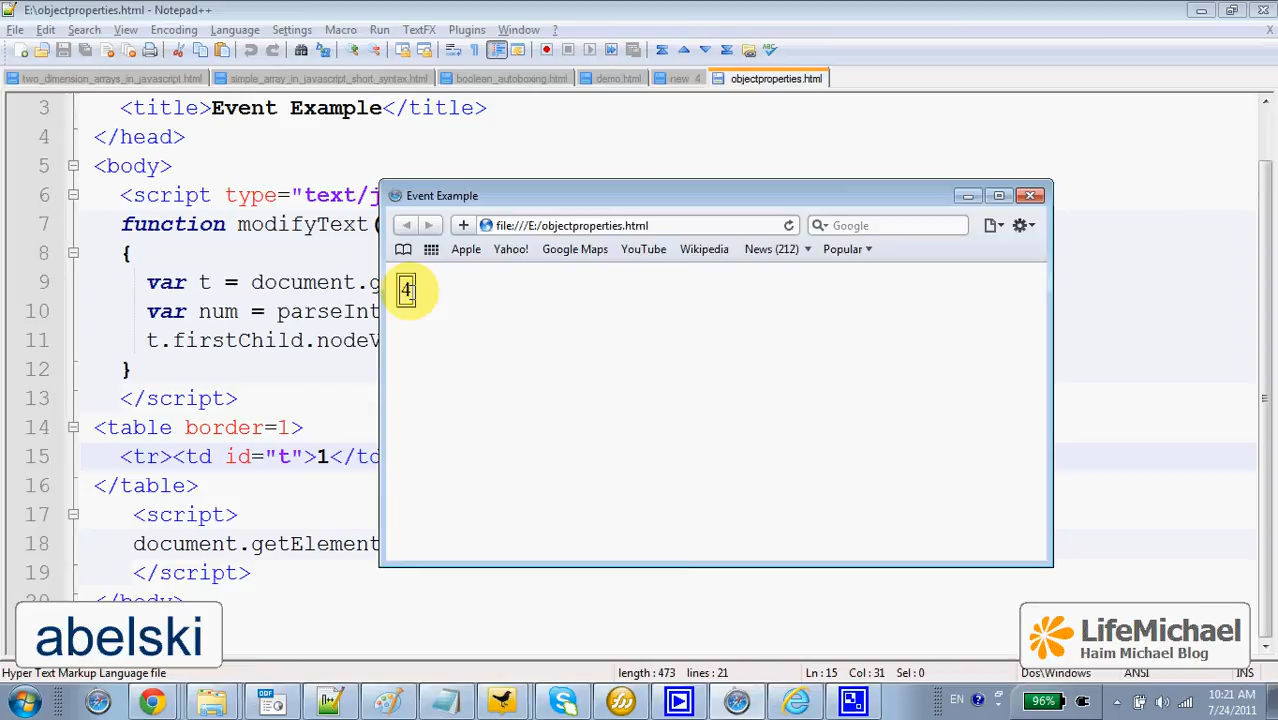 E:\objectproperties.html - Notepad++
File Edit Search View Encoding Language Settings Macro Run TextFX Plugins Window ?
X
two_dimension_arrays_in_javascript.html simple_array_in_javascript_short_syntax.html boolean_autoboxing.html demo.html new 4 objectproperties.html
3 <title>Event Example</title>
4 </head>
5 <body>
6 <script type="text/j
7 function modifyText(
8 {
9 var t = document.g
10 var num = parseInt
11 t.firstChild.nodeV
12 }
13 </script>
14 <table border=1>
15 <tr><td id="t">1</td
16 </table>
17 <script>
18 document.getElement
19 </script>
20 </body>
Event Example
file:///E:/objectproperties.html
Google
Apple Yahoo! Google Maps YouTube Wikipedia News (212) Popular
4
abelski
LifeMichael
Haim Michael Blog
Hyper Text Markup Language file length : 473 lines : 21 Ln : 15 Col : 31 Sel : 0 Dos\Windows ANSI INS
EN 96% 10:21 AM
7/24/2011